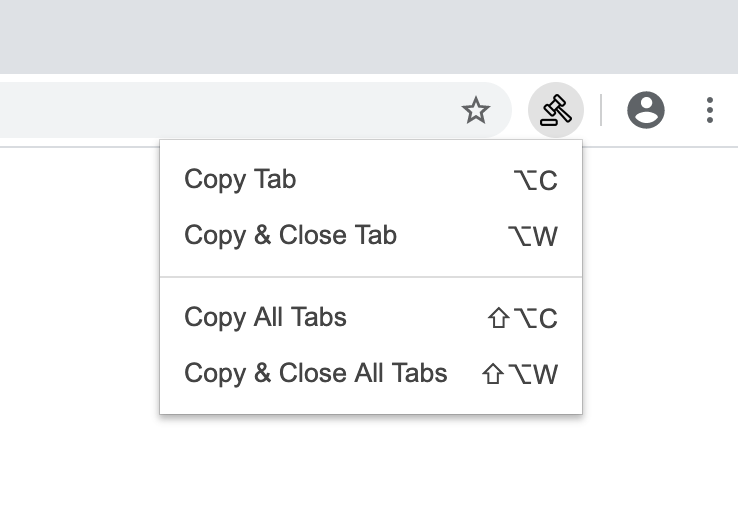 Copy Tab ⌥C
Copy & Close Tab ⌥W
Copy All Tabs ⇧⌥C
Copy & Close All Tabs ⇧⌥W